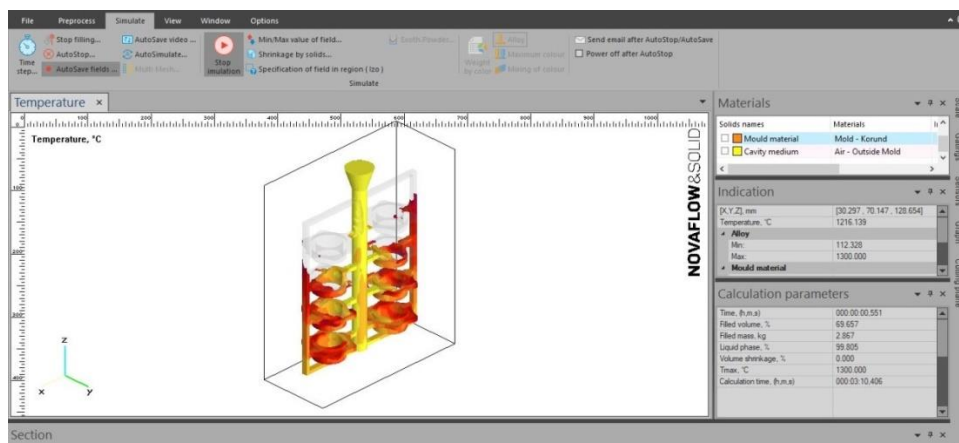 File Preprocess Simulate View Window Options
Stop filling... AutoSave video ... Min/Max value of field... Send email after AutoStop/AutoSave
AutoStop... AutoSimulate... Shrinkage by solids... Power off after AutoStop
Time step... AutoSave fields ... Stop Specification of field in region ( Izo )
Simulate
Temperature ×
Temperature, °C
NOVAFLOW&SOLID
z
x
y
Materials
Solids names Materials
Mould material Mold - Korund
Cavity medium Air - Outside Mold
Indication
[X,Y,Z], mm [30.297 , 70.147 , 128.654]
Temperature, °C 1216.139
Alloy
Min: 112.328
Max: 1300.000
Mould material
Calculation parameters
Time, (h,m,s) 000:00:00,551
Filled volume, % 69.657
Filled mass, kg 2.867
Liquid phase, % 99.805
Volume shrinkage, % 0.000
Tmax, °C 1300.000
Calculation time, (h,m,s) 000:03:10,406
Section